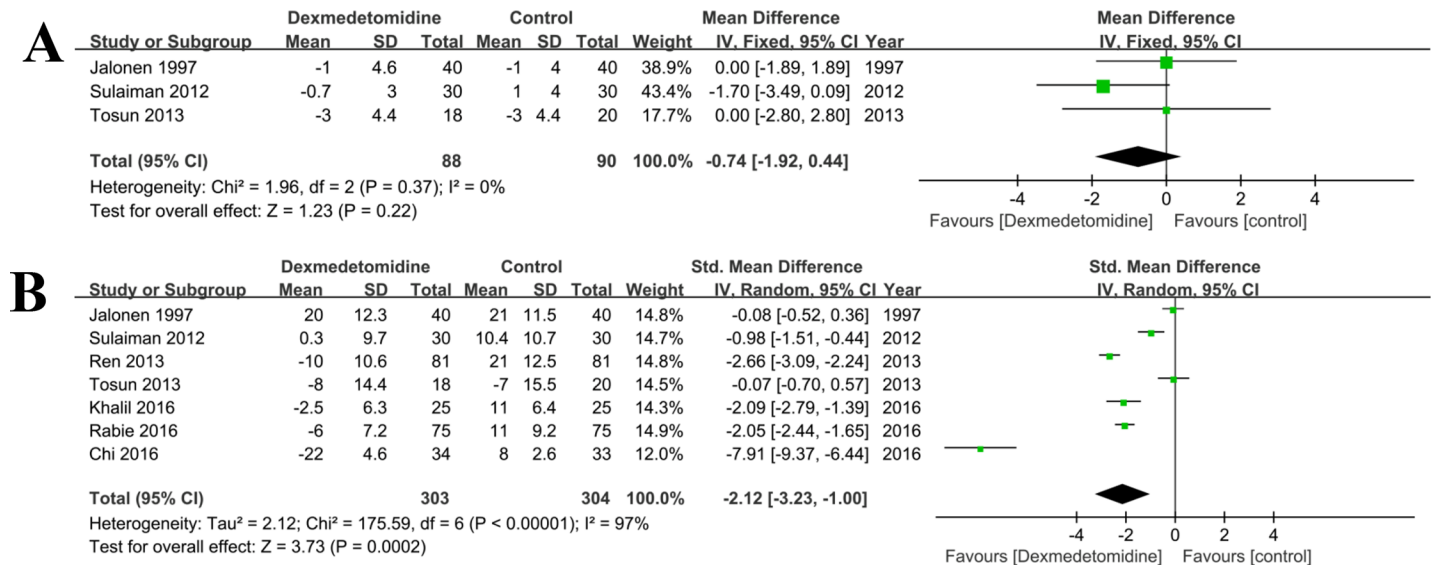 A
Dexmedetomidine Control Mean Difference Mean Difference
Study or Subgroup Mean SD Total Mean SD Total Weight IV, Fixed, 95% CI Year IV, Fixed, 95% CI
Jalonen 1997 -1 4.6 40 -1 4 40 38.9% 0.00 [-1.89, 1.89] 1997
Sulaiman 2012 -0.7 3 30 1 4 30 43.4% -1.70 [-3.49, 0.09] 2012
Tosun 2013 -3 4.4 18 -3 4.4 20 17.7% 0.00 [-2.80, 2.80] 2013
Total (95% CI) 88 90 100.0% -0.74 [-1.92, 0.44]
Heterogeneity: Chi² = 1.96, df = 2 (P = 0.37); I² = 0%
Test for overall effect: Z = 1.23 (P = 0.22)
-4 -2 0 2 4
Favours [Dexmedetomidine] Favours [control]
B
Dexmedetomidine Control Std. Mean Difference Std. Mean Difference
Study or Subgroup Mean SD Total Mean SD Total Weight IV, Random, 95% CI Year IV, Random, 95% CI
Jalonen 1997 20 12.3 40 21 11.5 40 14.8% -0.08 [-0.52, 0.36] 1997
Sulaiman 2012 0.3 9.7 30 10.4 10.7 30 14.6% -0.98 [-1.51, -0.44] 2012
Ren 2013 -10 10.6 81 21 12.5 81 14.8% -2.66 [-3.09, -2.24] 2013
Tosun 2013 -8 14.4 18 -7 15.5 20 14.5% -0.07 [-0.70, 0.57] 2013
Khalil 2016 -2.5 6.3 25 11 6.4 25 14.3% -2.09 [-2.79, -1.39] 2016
Rabie 2016 -6 7.2 75 11 9.2 75 14.9% -2.05 [-2.44, -1.65] 2016
Chi 2016 -22 4.6 34 8 2.6 33 12.0% -7.91 [-9.37, -6.44] 2016
Total (95% CI) 303 304 100.0% -2.12 [-3.23, -1.00]
Heterogeneity: Tau² = 2.12; Chi² = 175.59, df = 6 (P < 0.00001); I² = 97%
Test for overall effect: Z = 3.73 (P = 0.0002)
-4 -2 0 2 4
Favours [Dexmedetomidine] Favours [control]